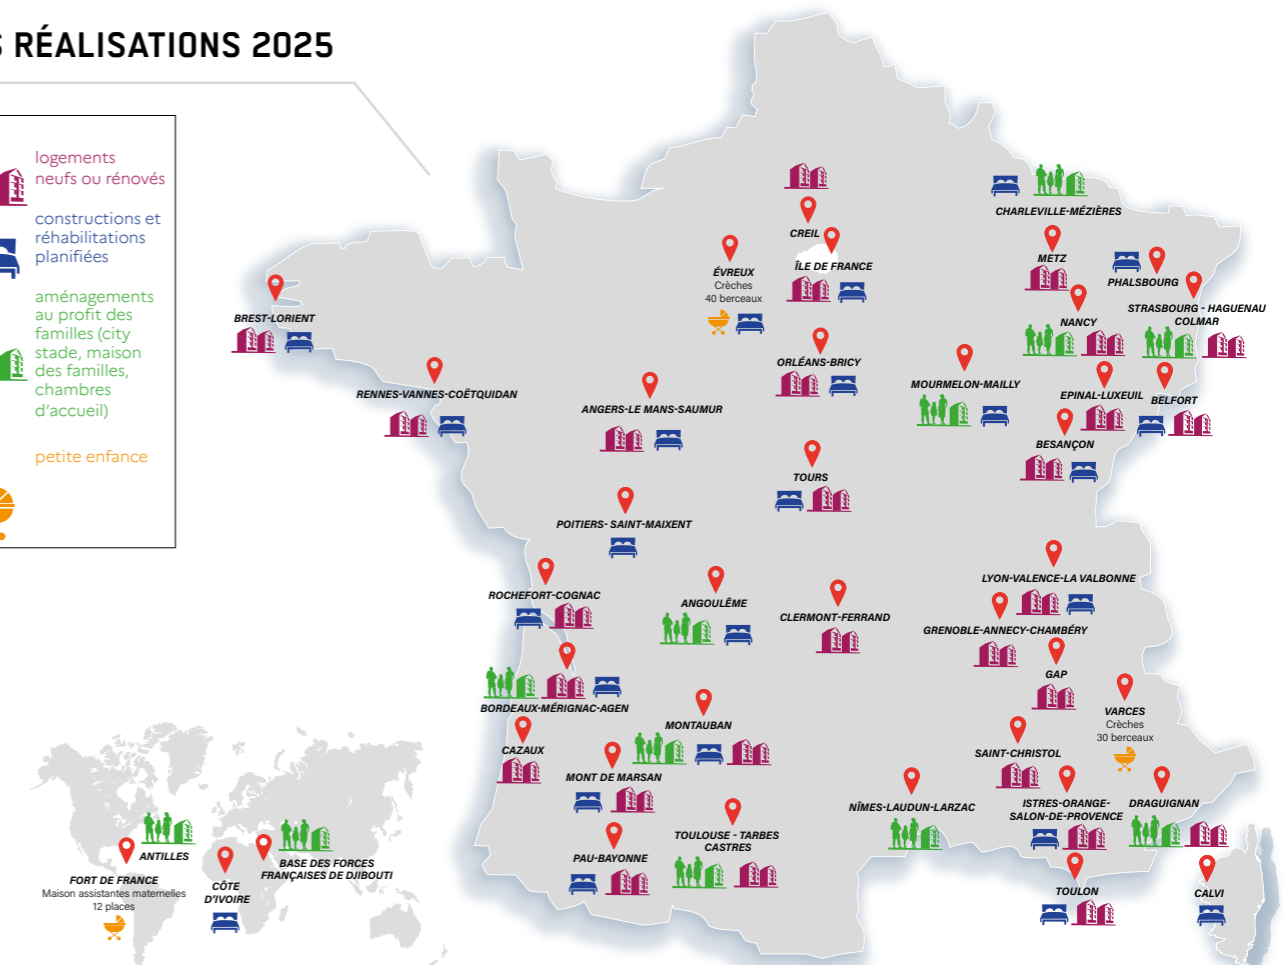 RÉALISATIONS 2025
logements
neufs ou rénovés
constructions et
réhabilitations
planifiées
aménagements
au profit des
familles (city
stade, maison
des familles,
chambres
d'accueil)
petite enfance
CREIL
ÎLE DE FRANCE
ÉVREUX
Crèches
40 berceaux
CHARLEVILLE-MÉZIÈRES
METZ
PHALSBOURG
NANCY
STRASBOURG - HAGUENAU
COLMAR
BREST-LORIENT
ORLÉANS-BRICY
MOURMELON-MAILLY
EPINAL-LUXEUIL
BELFORT
RENNES-VANNES-COËTQUIDAN
ANGERS-LE MANS-SAUMUR
BESANÇON
TOURS
POITIERS- SAINT-MAIXENT
LYON-VALENCE-LA VALBONNE
ROCHEFORT-COGNAC
ANGOULÊME
CLERMONT-FERRAND
GRENOBLE-ANNECY-CHAMBÉRY
GAP
BORDEAUX-MÉRIGNAC-AGEN
VARCES
Crèches
30 berceaux
MONTAUBAN
CAZAUX
SAINT-CHRISTOL
MONT DE MARSAN
NÎMES-LAUDUN-LARZAC
ISTRES-ORANGE-
SALON-DE-PROVENCE
DRAGUIGNAN
TOULOUSE - TARBES
CASTRES
PAU-BAYONNE
TOULON
CALVI
ANTILLES
BASE DES FORCES
FRANÇAISES DE DJIBOUTI
FORT DE FRANCE
Maison assistantes maternelles
12 places
CÔTE
D'IVOIRE